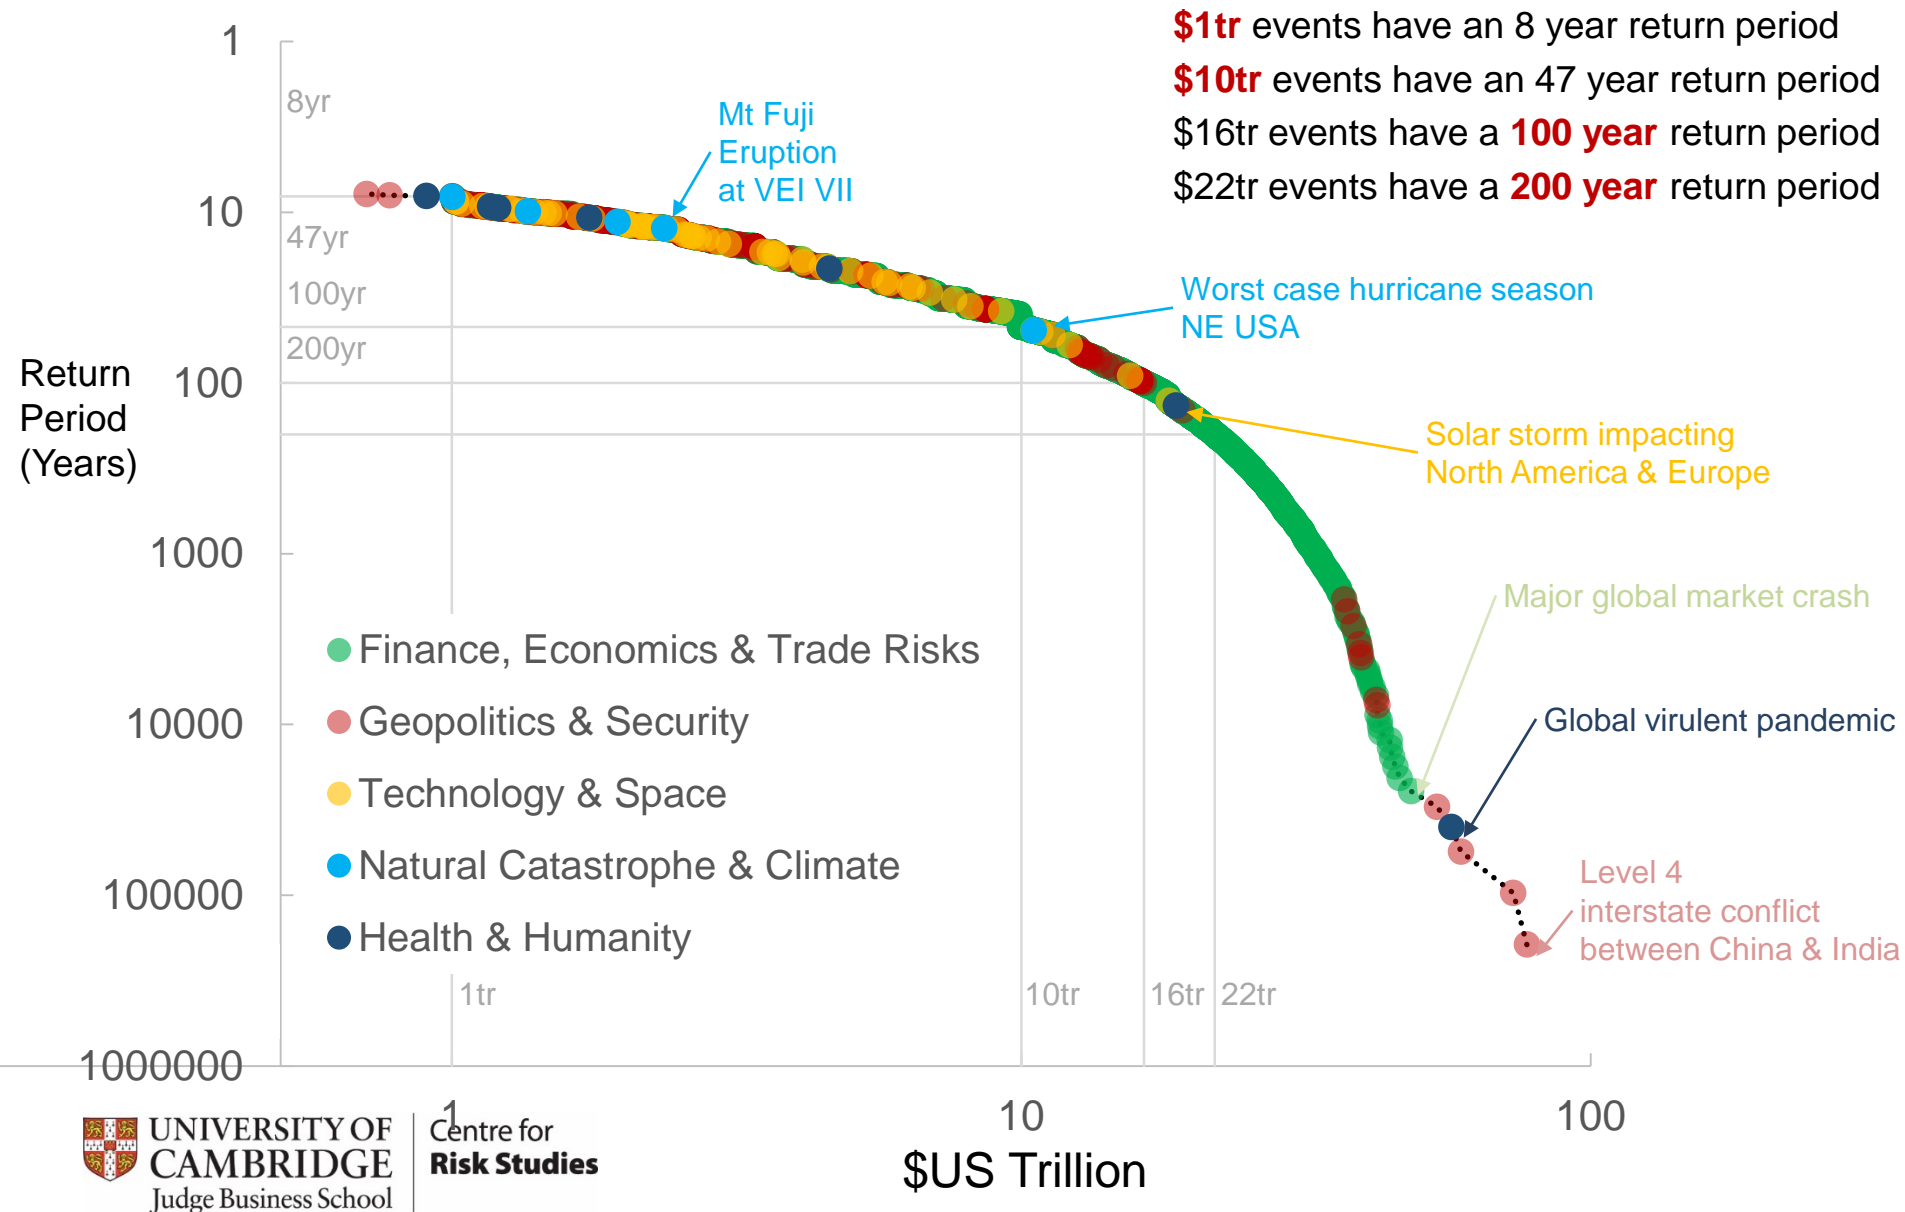 $1tr events have an 8 year return period
$10tr events have an 47 year return period
$16tr events have a 100 year return period
$22tr events have a 200 year return period
1
10
100
1000
10000
100000
1000000
Return
Period
(Years)
8yr
47yr
100yr
200yr
Mt Fuji
Eruption
at VEI VII
Worst case hurricane season
NE USA
Solar storm impacting
North America & Europe
Major global market crash
Global virulent pandemic
Level 4
interstate conflict
between China & India
Finance, Economics & Trade Risks
Geopolitics & Security
Technology & Space
Natural Catastrophe & Climate
Health & Humanity
1tr
10tr
16tr
22tr
1
10
100
$US Trillion
UNIVERSITY OF
CAMBRIDGE
Judge Business School
Centre for
Risk Studies